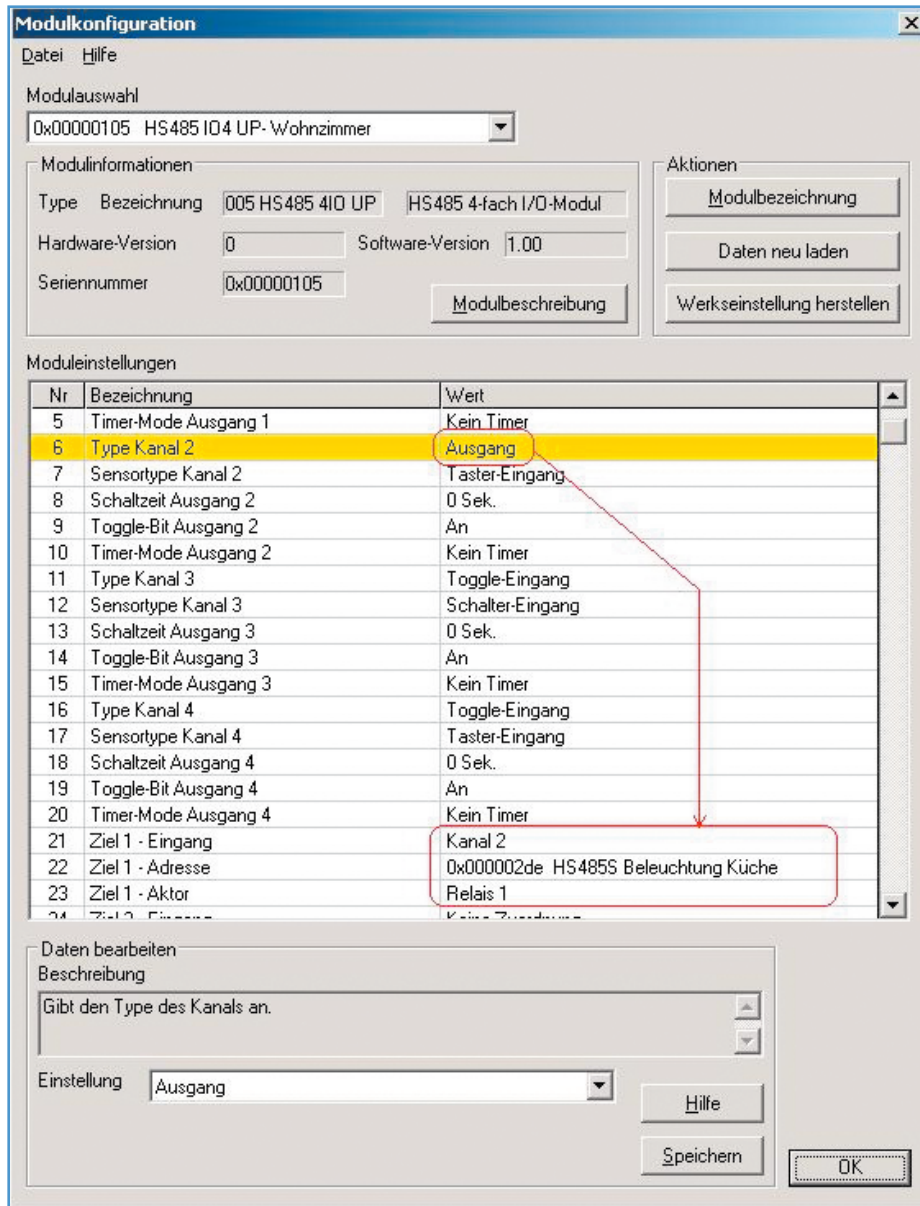 Modulkonfiguration
Datei Hilfe
Modulauswahl
0x00000105 HS485 IO4 UP- Wohnzimmer
Modulinformationen
Type Bezeichnung 005 HS485 4IO UP HS485 4-fach I/O-Modul
Hardware-Version 0 Software-Version 1.00
Seriennummer 0x00000105
Modulbeschreibung
Aktionen
Modulbezeichnung
Daten neu laden
Werkseinstellung herstellen
Moduleinstellungen
Nr Bezeichnung Wert
5 Timer-Mode Ausgang 1 Kein Timer
6 Type Kanal 2 Ausgang
7 Sensortype Kanal 2 Taster-Eingang
8 Schaltzeit Ausgang 2 0 Sek.
9 Toggle-Bit Ausgang 2 An
10 Timer-Mode Ausgang 2 Kein Timer
11 Type Kanal 3 Toggle-Eingang
12 Sensortype Kanal 3 Schalter-Eingang
13 Schaltzeit Ausgang 3 0 Sek.
14 Toggle-Bit Ausgang 3 An
15 Timer-Mode Ausgang 3 Kein Timer
16 Type Kanal 4 Toggle-Eingang
17 Sensortype Kanal 4 Taster-Eingang
18 Schaltzeit Ausgang 4 0 Sek.
19 Toggle-Bit Ausgang 4 An
20 Timer-Mode Ausgang 4 Kein Timer
21 Ziel 1 - Eingang Kanal 2
22 Ziel 1 - Adresse 0x000002de HS485S Beleuchtung Küche
23 Ziel 1 - Aktor Relais 1
24 Ziel 2 - Eingang Keine Zuordnung
Daten bearbeiten
Beschreibung
Gibt den Type des Kanals an.
Einstellung Ausgang
Hilfe
Speichern
OK